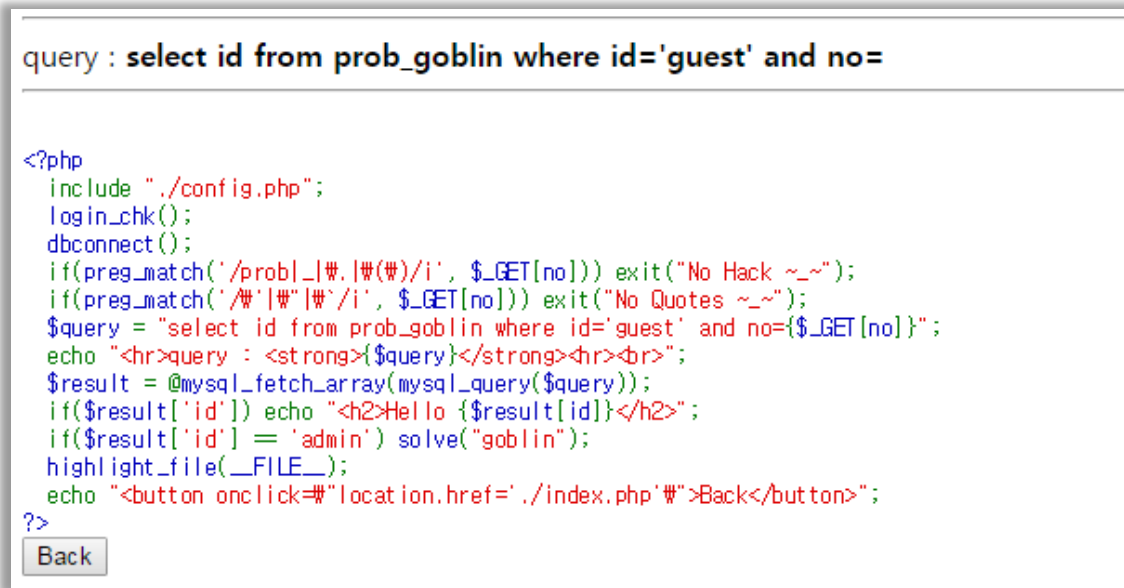 query : select id from prob_goblin where id='guest' and no=
<?php
include "./config.php";
login_chk();
dbconnect();
if(preg_match('/prob|_|₩.|₩(₩)/i', $_GET[no])) exit("No Hack ~_~");
if(preg_match('/₩'|₩"|₩`/i', $_GET[no])) exit("No Quotes ~_~");
$query = "select id from prob_goblin where id='guest' and no={$_GET[no]}";
echo "<hr>query : <strong>{$query}</strong><hr><br>";
$result = @mysql_fetch_array(mysql_query($query));
if($result['id']) echo "<h2>Hello {$result[id]}</h2>";
if($result['id'] == 'admin') solve("goblin");
highlight_file(__FILE__);
echo "<button onclick=₩"location.href='./index.php'₩">Back</button>";
?>
Back